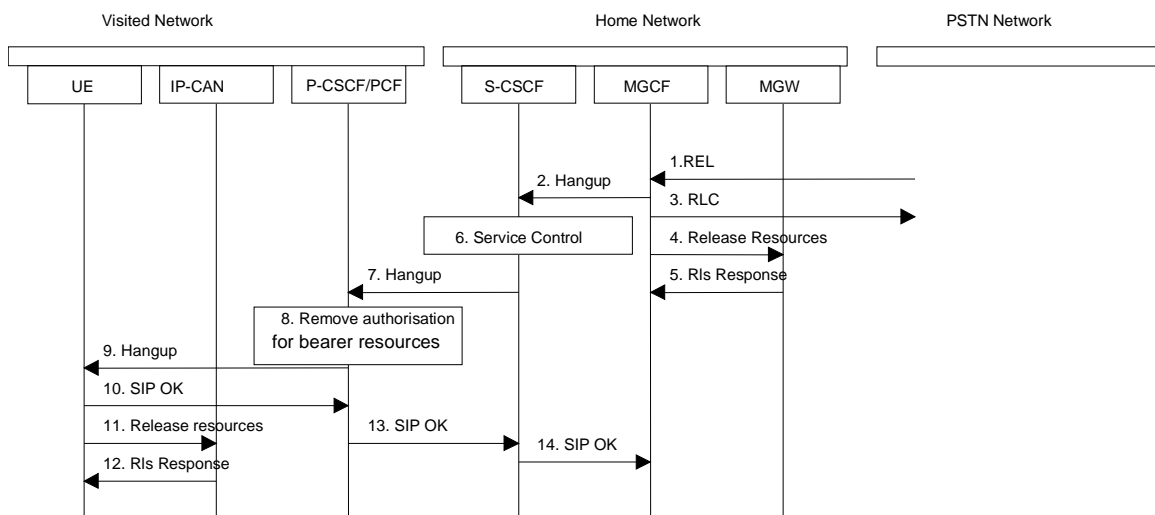 Visited Network
Home Network
PSTN Network
UE
IP-CAN
P-CSCF/PCF
S-CSCF
MGCF
MGW
1.REL
2. Hangup
3. RLC
6. Service Control
4. Release Resources
7. Hangup
5. Rls Response
8. Remove authorisation
for bearer resources
9. Hangup
10. SIP OK
11. Release resources
13. SIP OK
14. SIP OK
12. Rls Response